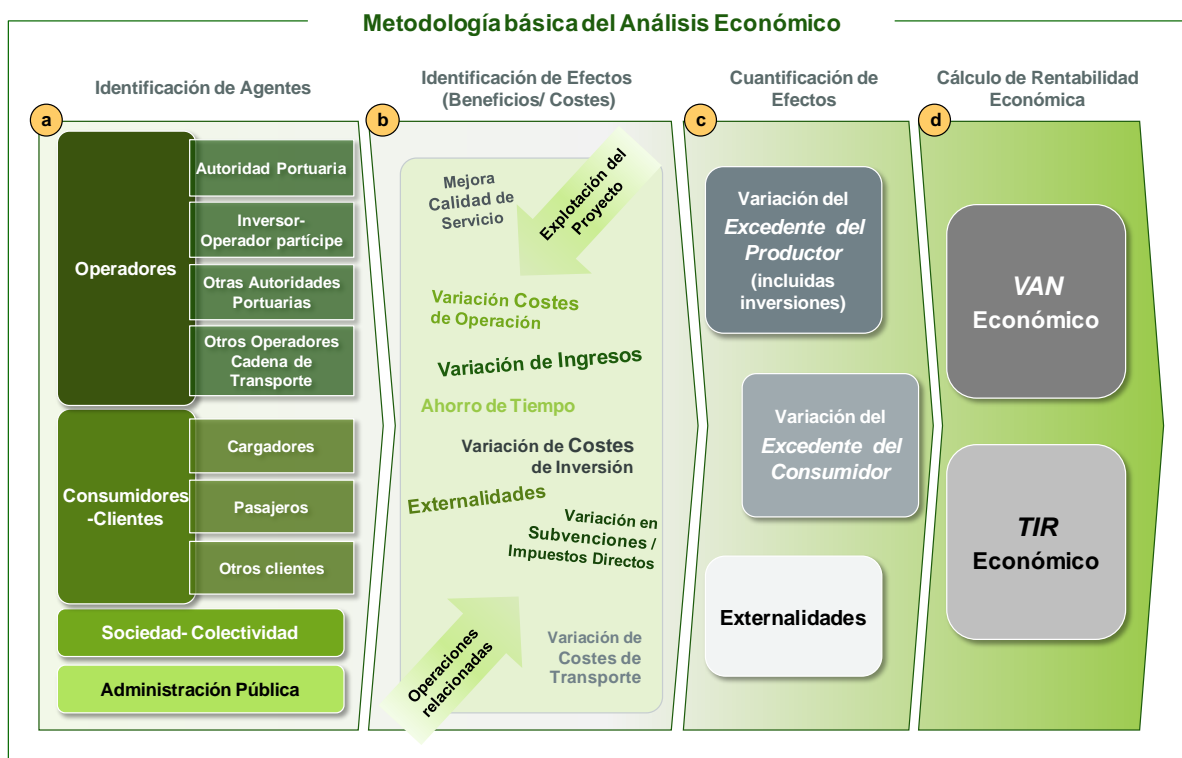 Metodología básica del Análisis Económico
Identificación de Agentes
a
Operadores
Autoridad Portuaria
Inversor-
Operador partícipe
Otras Autoridades
Portuarias
Otros Operadores
Cadena de
Transporte
Consumidores
-Clientes
Cargadores
Pasajeros
Otros clientes
Sociedad- Colectividad
Administración Pública
Identificación de Efectos
(Beneficios/ Costes)
b
Mejora
Calidad de
Servicio
Explotación del
Proyecto
Variación Costes
de Operación
Variación de Ingresos
Ahorro de Tiempo
Variación de Costes
de Inversión
Externalidades
Variación en
Subvenciones /
Impuestos Directos
Operaciones
relacionadas
Variación de
Costes de
Transporte
Cuantificación de
Efectos
c
Variación del
Excedente del
Productor
(incluidas
inversiones)
Variación del
Excedente del
Consumidor
Externalidades
Cálculo de Rentabilidad
Económica
d
VAN
Económico
TIR
Económico